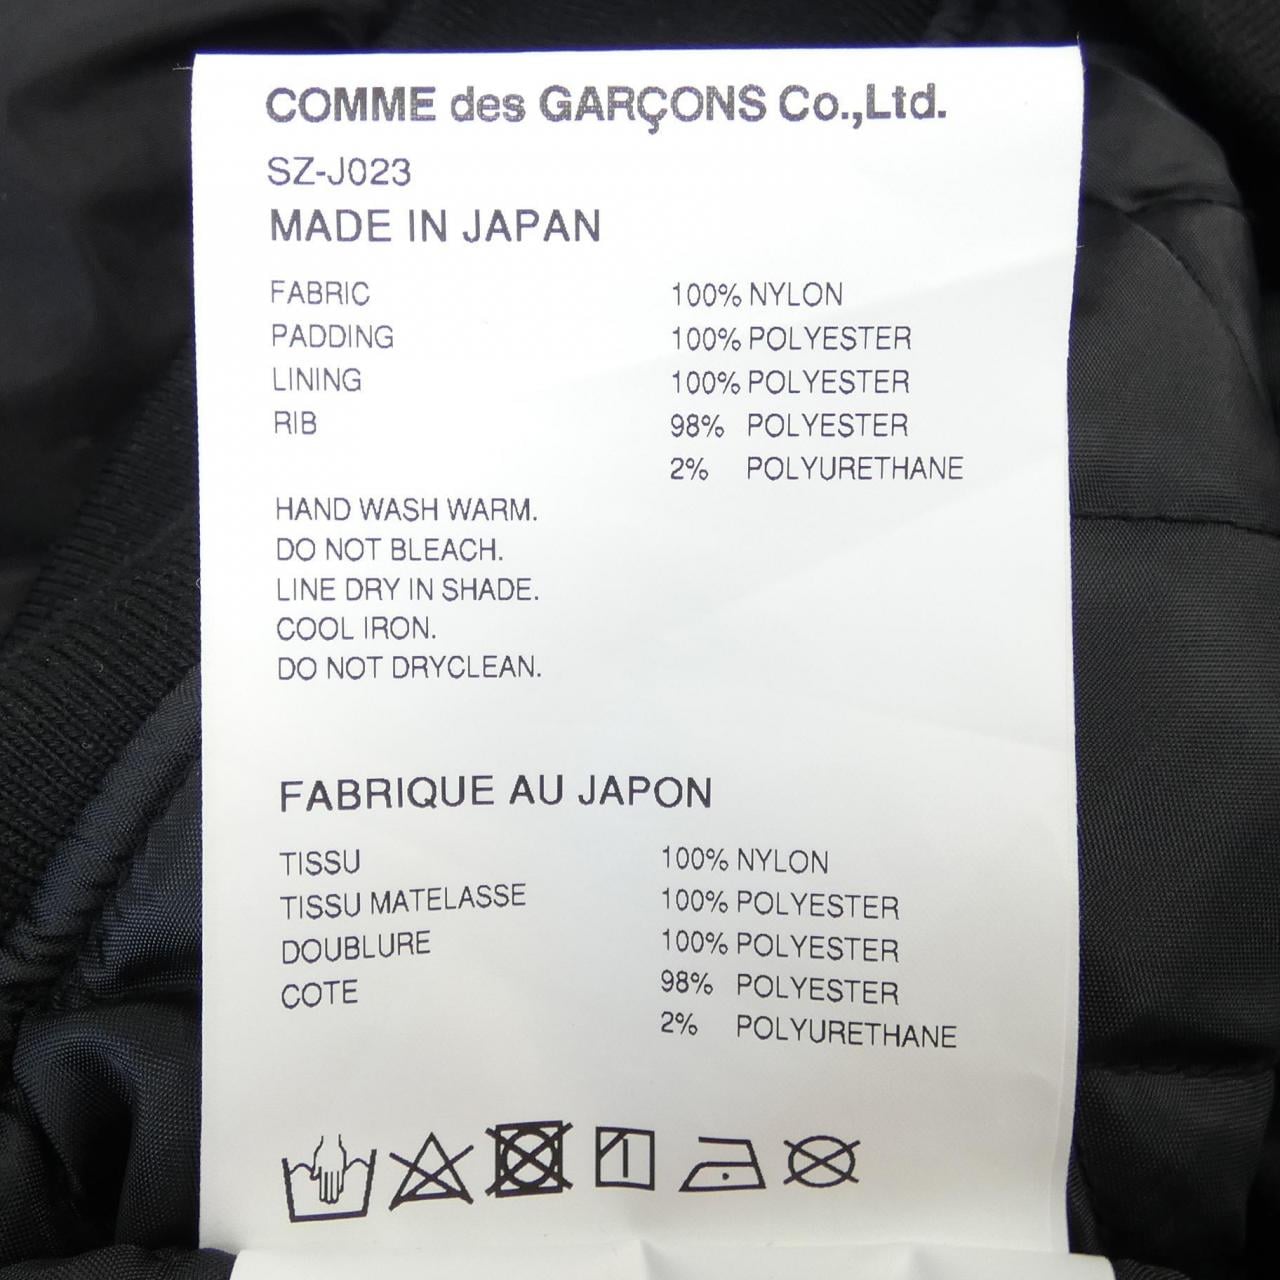 COMME des GARÇONS Co.,Ltd.
SZ-J023
MADE IN JAPAN
FABRIC 100% NYLON
PADDING 100% POLYESTER
LINING 100% POLYESTER
RIB 98% POLYESTER
2% POLYURETHANE
HAND WASH WARM.
DO NOT BLEACH.
LINE DRY IN SHADE.
COOL IRON.
DO NOT DRYCLEAN.
FABRIQUE AU JAPON
TISSU 100% NYLON
TISSU MATELASSE 100% POLYESTER
DOUBLURE 100% POLYESTER
COTE 98% POLYESTER
2% POLYURETHANE